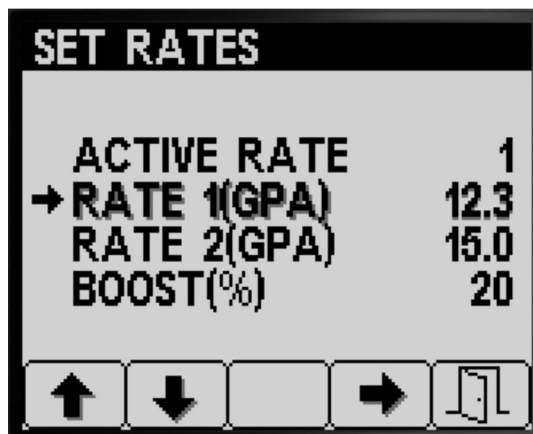 SET RATES
ACTIVE RATE 1
RATE 1(GPA) 12.3
RATE 2(GPA) 15.0
BOOST(%) 20